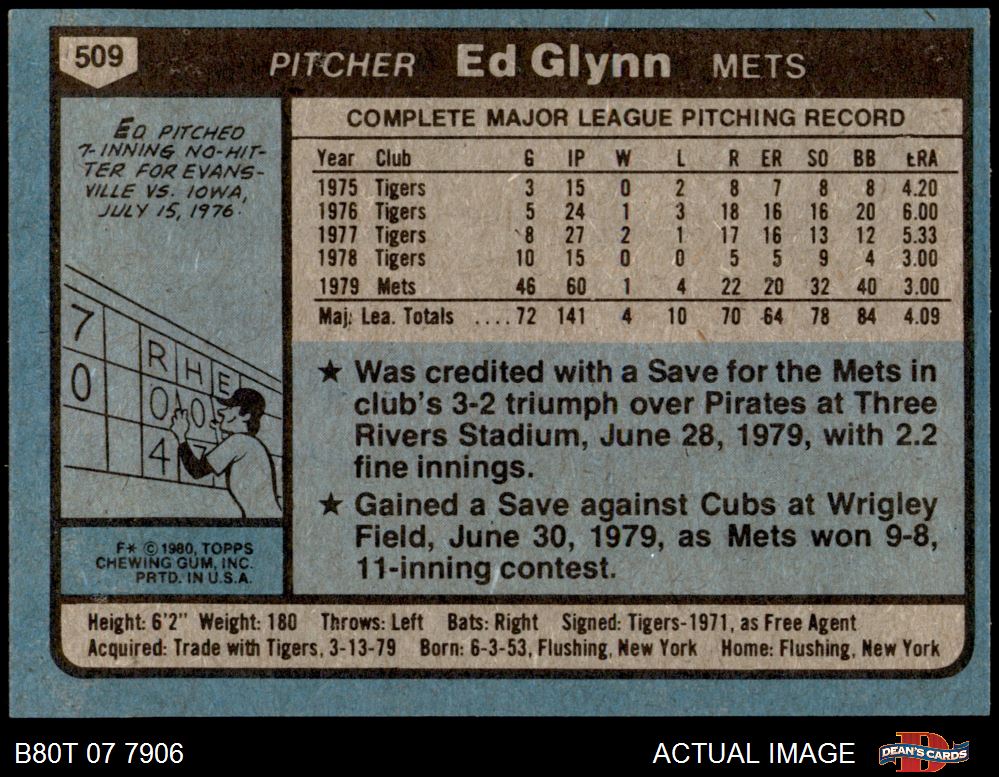 509
PITCHER Ed Glynn METS
ED PITCHED
7-INNING NO-HIT-
TER FOR EVANS-
VILLE VS. IOWA,
JULY 15, 1976.
7
0
R H E
0 0
4
F* © 1980, TOPPS
CHEWING GUM, INC.
PRTD. IN U.S.A.
COMPLETE MAJOR LEAGUE PITCHING RECORD
Year Club G IP W L R ER SO BB ERA
1975 Tigers 3 15 0 2 8 7 8 8 4.20
1976 Tigers 5 24 1 3 18 16 16 20 6.00
1977 Tigers 8 27 2 1 17 16 13 12 5.33
1978 Tigers 10 15 0 0 5 5 9 4 3.00
1979 Mets 46 60 1 4 22 20 32 40 3.00
Maj. Lea. Totals ....72 141 4 10 70 64 78 84 4.09
★ Was credited with a Save for the Mets in
club's 3-2 triumph over Pirates at Three
Rivers Stadium, June 28, 1979, with 2.2
fine innings.
★ Gained a Save against Cubs at Wrigley
Field, June 30, 1979, as Mets won 9-8,
11-inning contest.
Height: 6'2" Weight: 180 Throws: Left Bats: Right Signed: Tigers-1971, as Free Agent
Acquired: Trade with Tigers, 3-13-79 Born: 6-3-53, Flushing, New York Home: Flushing, New York
B80T 07 7906 ACTUAL IMAGE DEAN'S CARDS